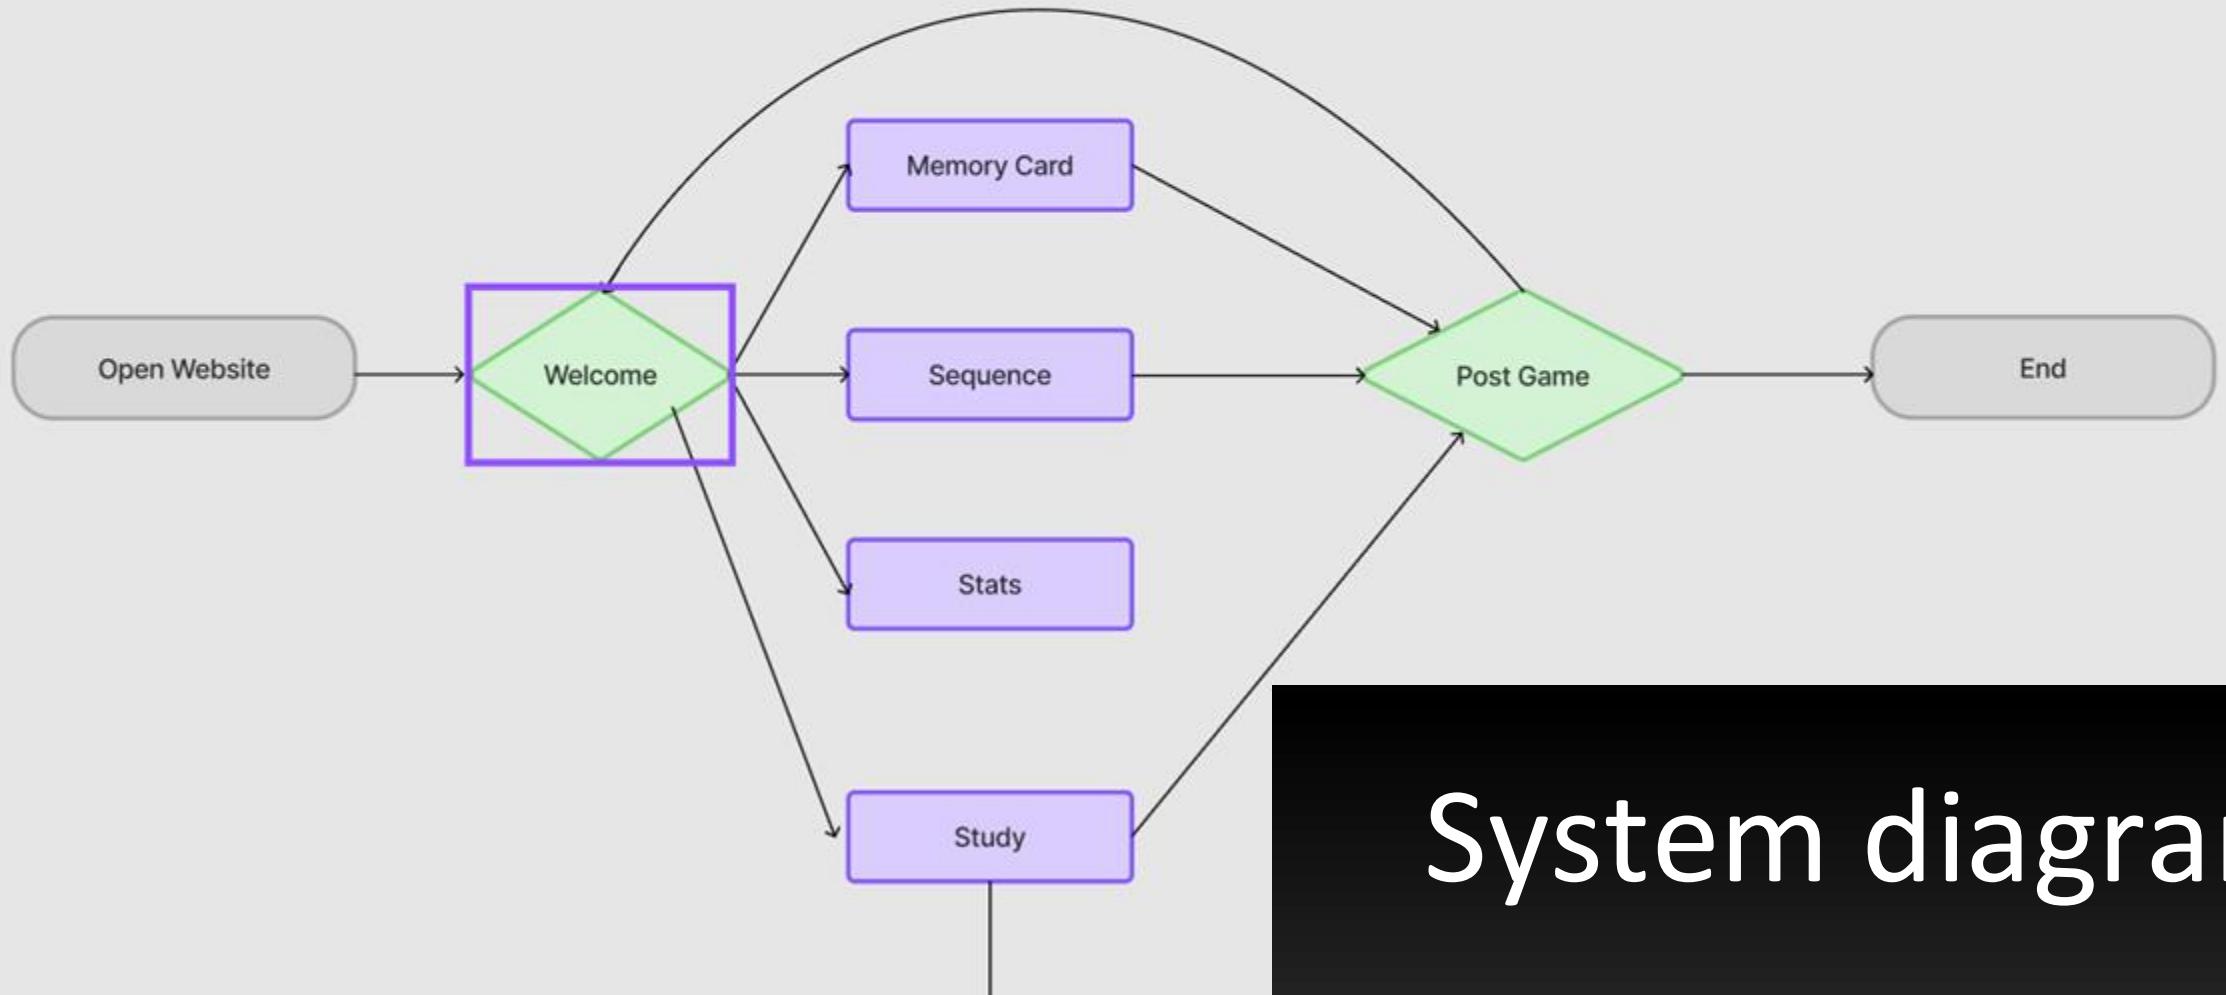 Memory Card
Open Website
Welcome
Sequence
Post Game
End
Stats
Study
System diagra